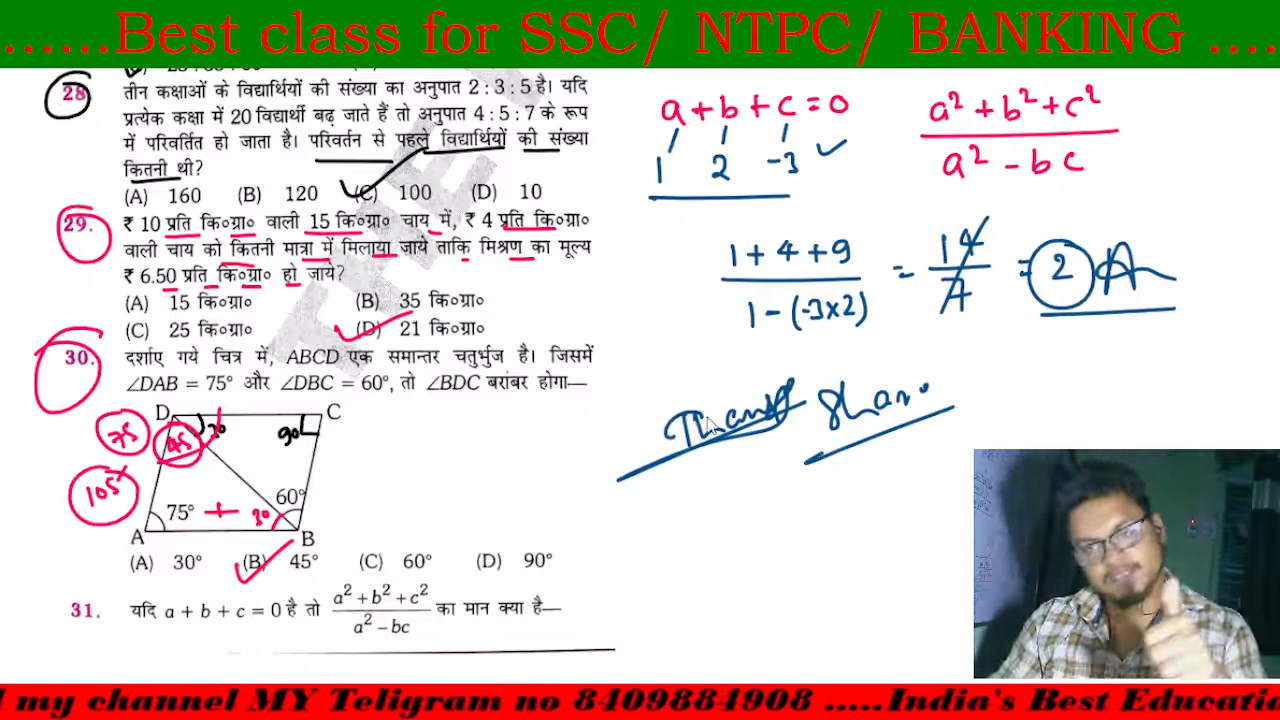 ......Best class for SSC/ NTPC/ BANKING ....
28 तीन कक्षाओं के विद्यार्थियों की संख्या का अनुपात 2 : 3 : 5 है। यदि
प्रत्येक कक्षा में 20 विद्यार्थी बढ़ जाते हैं तो अनुपात 4 : 5 : 7 के रूप
में परिवर्तित हो जाता है। परिवर्तन से पहले विद्यार्थियों की संख्या
कितनी थी?
(A) 160 (B) 120 (C) 100 (D) 10
29. ₹ 10 प्रति कि०ग्रा० वाली 15 कि०ग्रा० चाय में, ₹ 4 प्रति कि०ग्रा०
वाली चाय को कितनी मात्रा में मिलाया जाये ताकि मिश्रण का मूल्य
₹ 6.50 प्रति कि०ग्रा० हो जाये?
(A) 15 कि०ग्रा० (B) 35 कि०ग्रा०
(C) 25 कि०ग्रा० (D) 21 कि०ग्रा०
30. दर्शाए गये चित्र में, ABCD एक समान्तर चतुर्भुज है। जिसमें
∠DAB = 75° और ∠DBC = 60°, तो ∠BDC बराबर होगा—
D C
75 45 30 90
105
60°
75° + 30
A B
(A) 30° (B) 45° (C) 60° (D) 90°
31. यदि a + b + c = 0 है तो (a² + b² + c²)/(a² – bc) का मान क्या है—
a + b + c = 0
1 2 -3
a² + b² + c²
a² - bc
1 + 4 + 9
1 - (-3×2)
= 14/7 = 2 A
l my channel MY Teligram no 8409884908 .....India's Best Educatio